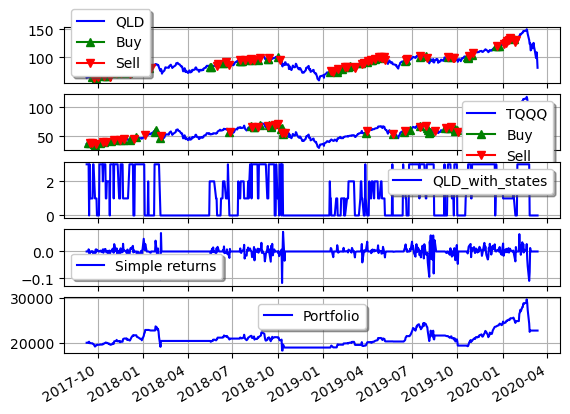 QLD
Buy
Sell
150
100
TQQQ
Buy
Sell
100
50
QLD_with_states
2
0
Simple returns
0.0
−0.1
Portfolio
30000
20000
2017-10 2018-01 2018-04 2018-07 2018-10 2019-01 2019-04 2019-07 2019-10 2020-01 2020-04